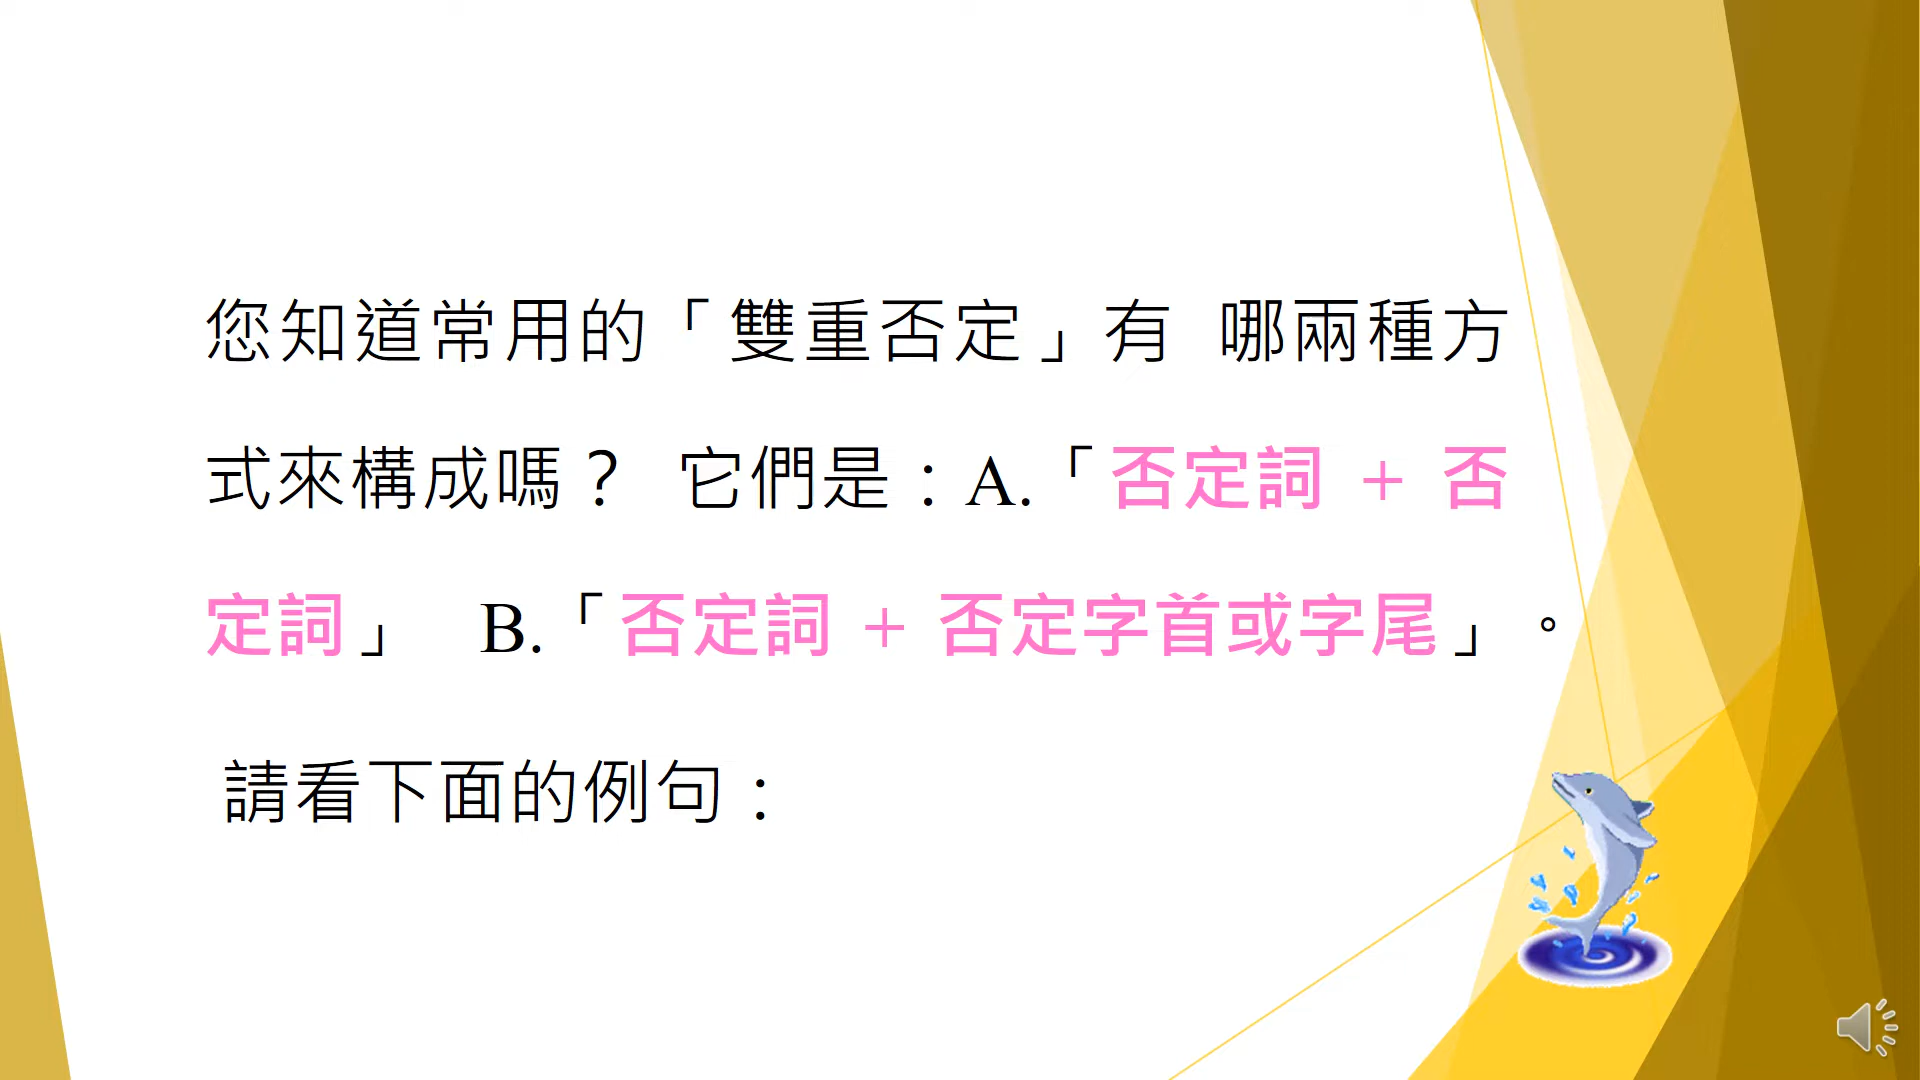 您知道常用的「雙重否定」有 哪兩種方
式來構成嗎？ 它們是：A.「否定詞 + 否
定詞」 B.「否定詞 + 否定字首或字尾」。
請看下面的例句：